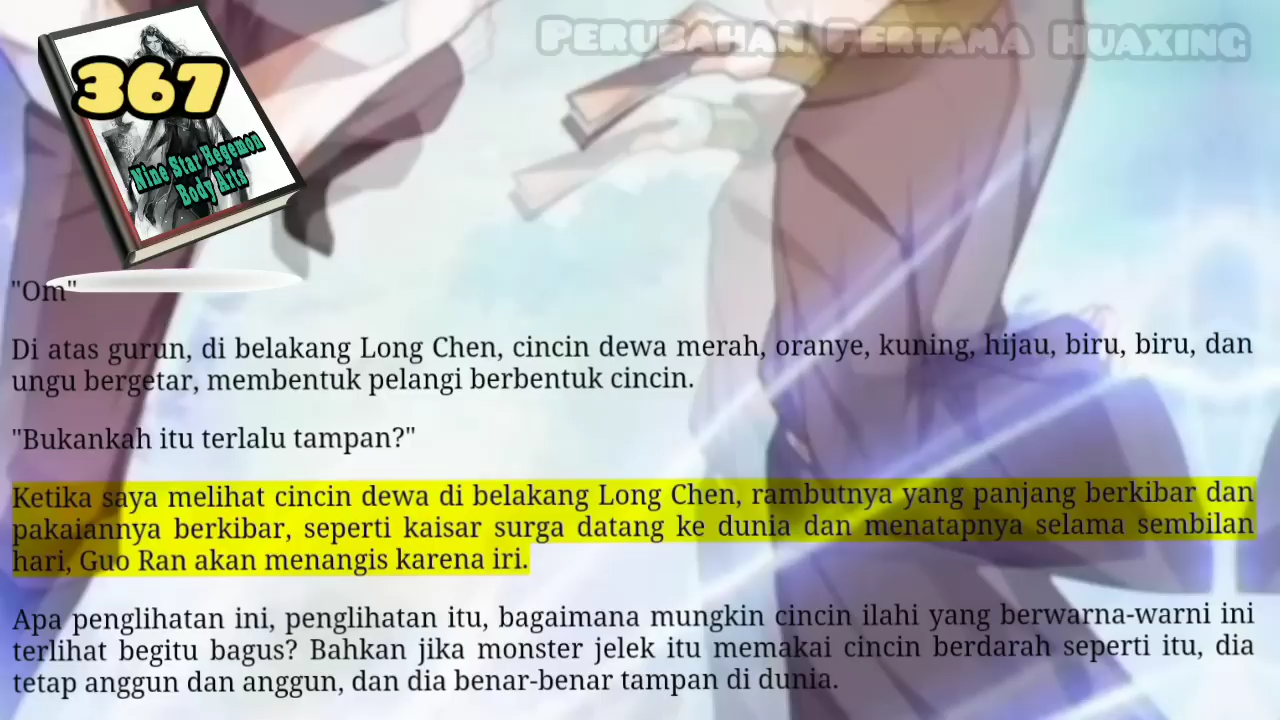 PERUBAHAN PERTAMA HUAXING
367
Nine Star Hegemon
Body Arts
"Om"
Di atas gurun, di belakang Long Chen, cincin dewa merah, oranye, kuning, hijau, biru, biru, dan
ungu bergetar, membentuk pelangi berbentuk cincin.
"Bukankah itu terlalu tampan?"
Ketika saya melihat cincin dewa di belakang Long Chen, rambutnya yang panjang berkibar dan
pakaiannya berkibar, seperti kaisar surga datang ke dunia dan menatapnya selama sembilan
hari, Guo Ran akan menangis karena iri.
Apa penglihatan ini, penglihatan itu, bagaimana mungkin cincin ilahi yang berwarna-warni ini
terlihat begitu bagus? Bahkan jika monster jelek itu memakai cincin berdarah seperti itu, dia
tetap anggun dan anggun, dan dia benar-benar tampan di dunia.